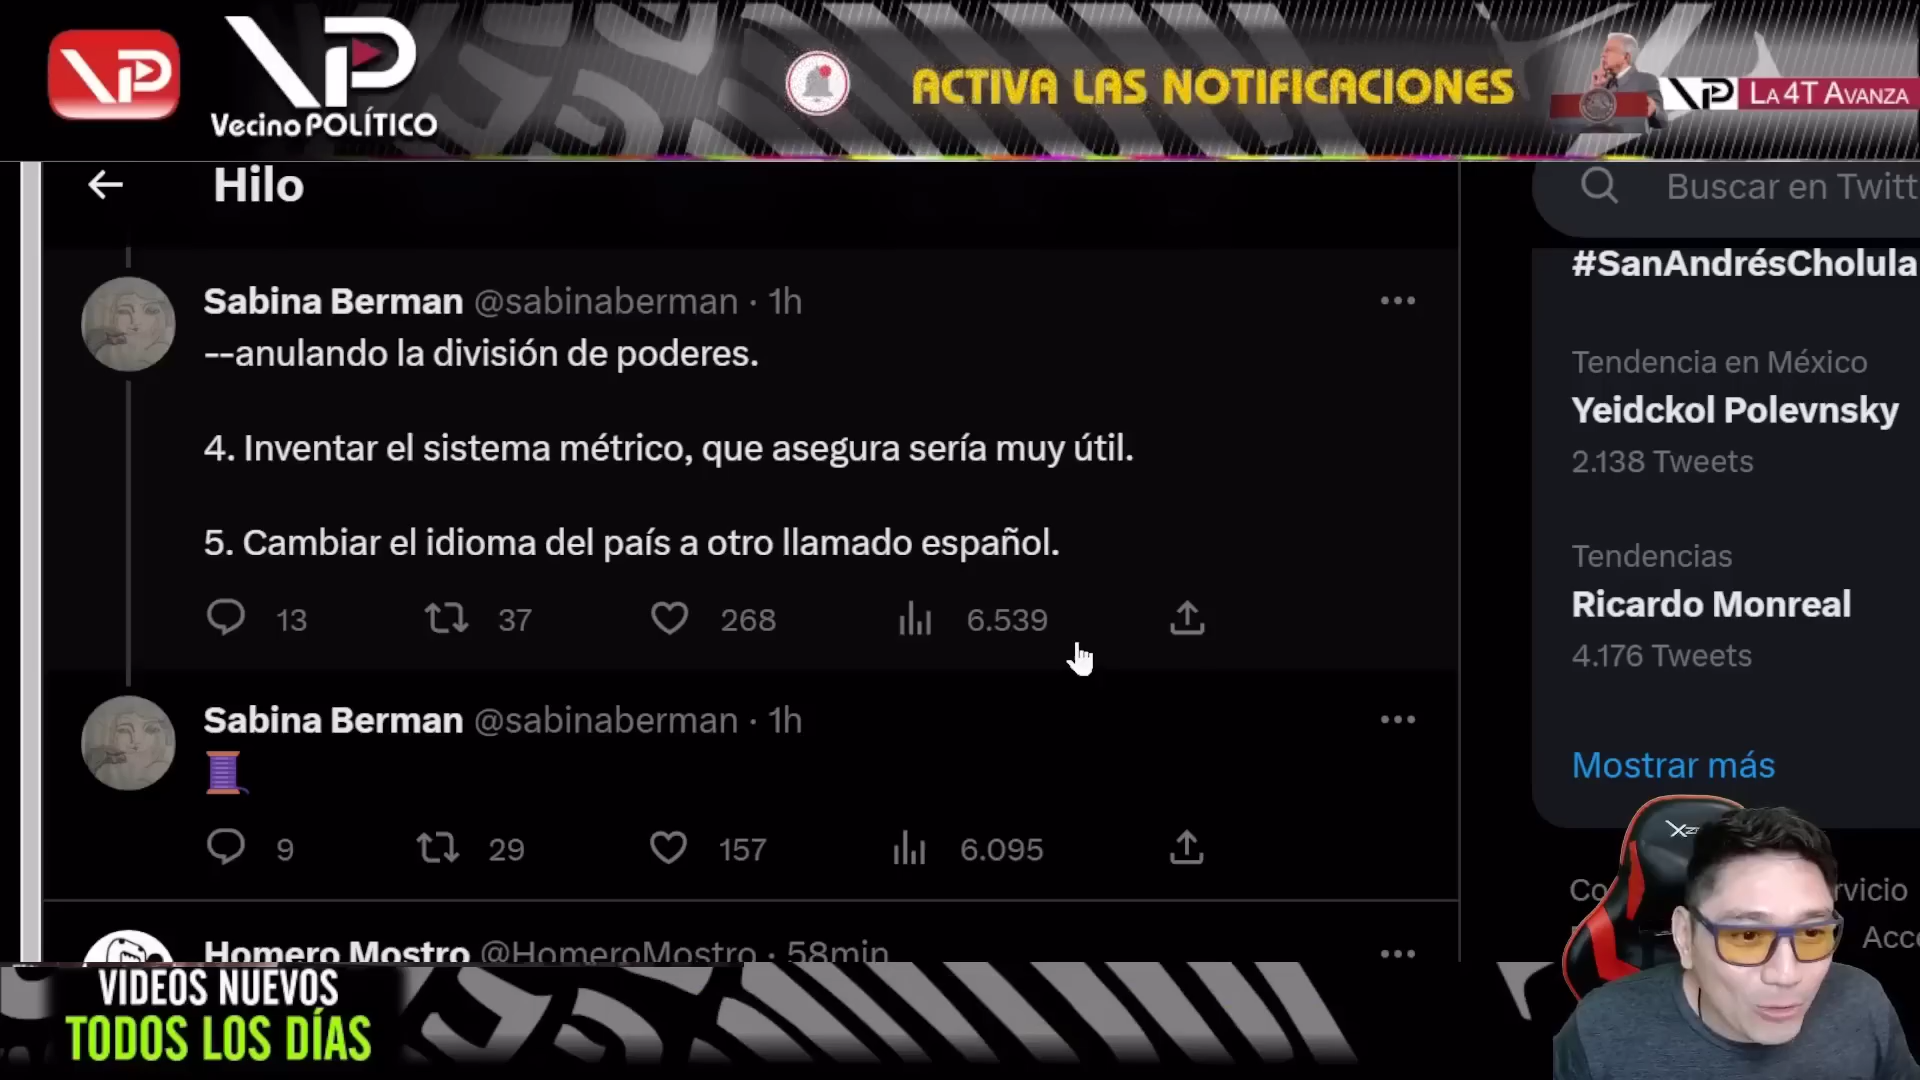 VP
VP
Vecino POLÍTICO
ACTIVA LAS NOTIFICACIONES
VP LA 4T AVANZA
Hilo
Buscar en Twitt
Sabina Berman @sabinaberman · 1h
--anulando la división de poderes.
4. Inventar el sistema métrico, que asegura sería muy útil.
5. Cambiar el idioma del país a otro llamado español.
13 37 268 6.539
Sabina Berman @sabinaberman · 1h
9 29 157 6.095
Homero Mostro @HomeroMostro · 58min
#SanAndrésCholula
Tendencia en México
Yeidckol Polevnsky
2.138 Tweets
Tendencias
Ricardo Monreal
4.176 Tweets
Mostrar más
Co rvicio
Acc
VIDEOS NUEVOS
TODOS LOS DÍAS